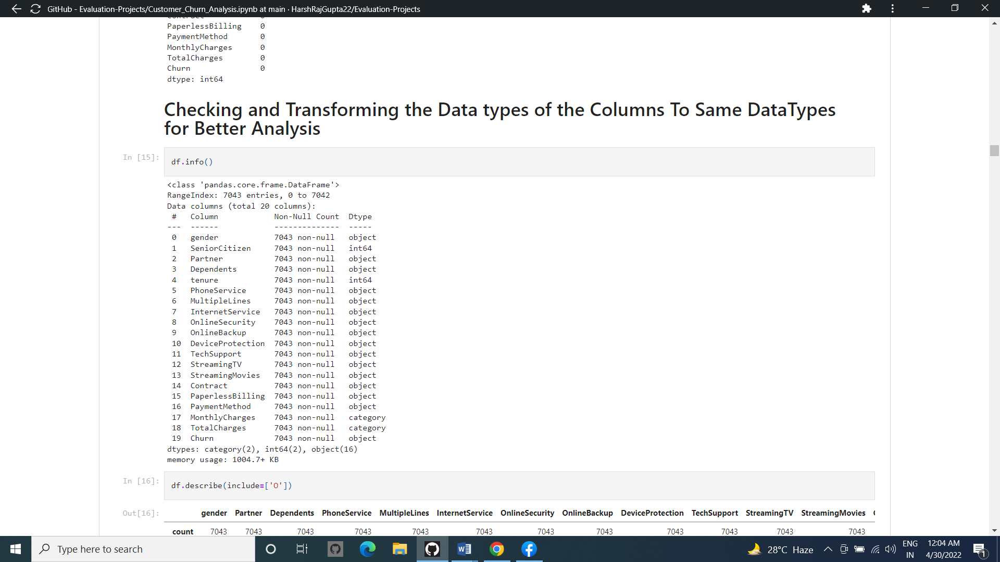 GitHub - Evaluation-Projects/Customer_Churn_Analysis.ipynb at main · HarshRajGupta22/Evaluation-Projects
Contract 0
PaperlessBilling 0
PaymentMethod 0
MonthlyCharges 0
TotalCharges 0
Churn 0
dtype: int64
Checking and Transforming the Data types of the Columns To Same DataTypes
for Better Analysis
In [15]:
df.info()
<class 'pandas.core.frame.DataFrame'>
RangeIndex: 7043 entries, 0 to 7042
Data columns (total 20 columns):
# Column Non-Null Count Dtype
--- ------ -------------- -----
0 gender 7043 non-null object
1 SeniorCitizen 7043 non-null int64
2 Partner 7043 non-null object
3 Dependents 7043 non-null object
4 tenure 7043 non-null int64
5 PhoneService 7043 non-null object
6 MultipleLines 7043 non-null object
7 InternetService 7043 non-null object
8 OnlineSecurity 7043 non-null object
9 OnlineBackup 7043 non-null object
10 DeviceProtection 7043 non-null object
11 TechSupport 7043 non-null object
12 StreamingTV 7043 non-null object
13 StreamingMovies 7043 non-null object
14 Contract 7043 non-null object
15 PaperlessBilling 7043 non-null object
16 PaymentMethod 7043 non-null object
17 MonthlyCharges 7043 non-null category
18 TotalCharges 7043 non-null category
19 Churn 7043 non-null object
dtypes: category(2), int64(2), object(16)
memory usage: 1004.7+ KB
In [16]:
df.describe(include=['O'])
Out[16]:
gender Partner Dependents PhoneService MultipleLines InternetService OnlineSecurity OnlineBackup DeviceProtection TechSupport StreamingTV StreamingMovies
count 7043 7043 7043 7043 7043 7043 7043 7043 7043 7043 7043 7043
Type here to search
28°C Haze
ENG
IN
12:04 AM
4/30/2022
1